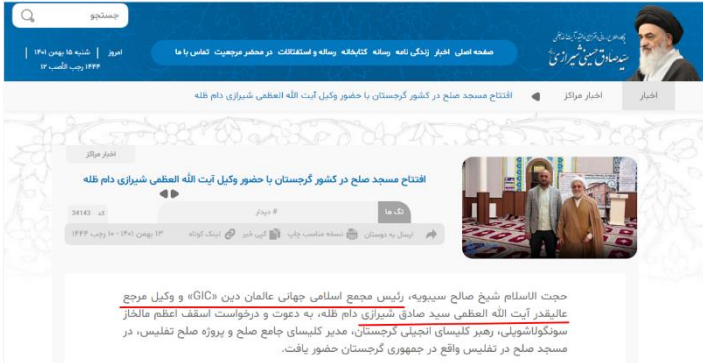 جستجو
پایگاه اطلاع رسانی دفتر مرجع عالیقدر آیت الله العظمی
سید صادق حسینی شیرازی
صفحه اصلی اخبار زندگی نامه رسانه کتابخانه رساله و استفتائات در محضر مرجعیت تماس با ما
امروز | شنبه ۱۵ بهمن ۱۴۰۱ |
۱۴۴۴ رجب الأصب ۱۲
اخبار اخبار مراکز افتتاح مسجد صلح در کشور گرجستان با حضور وکیل آیت الله العظمی شیرازی دام ظله
اخبار مراکز
افتتاح مسجد صلح در کشور گرجستان با حضور وکیل آیت الله العظمی شیرازی دام ظله
تگ ها # دیدار کد 34143
ارسال به دوستان نسخه مناسب چاپ کپی خبر لینک کوتاه ۱۳ بهمن ۱۴۰۱ - ۱۰ رجب ۱۴۴۴
حجت الاسلام شیخ صالح سیبویه، رئیس مجمع اسلامی جهانی عالمان دین «GIC» و وکیل مرجع
عالیقدر آیت الله العظمی سید صادق شیرازی دام ظله، به دعوت و درخواست اسقف اعظم مالخاز
سونگولاشویلی، رهبر کلیسای انجیلی گرجستان، مدیر کلیسای جامع صلح و پروژه صلح تفلیس، در
مسجد صلح در تفلیس واقع در جمهوری گرجستان حضور یافت.